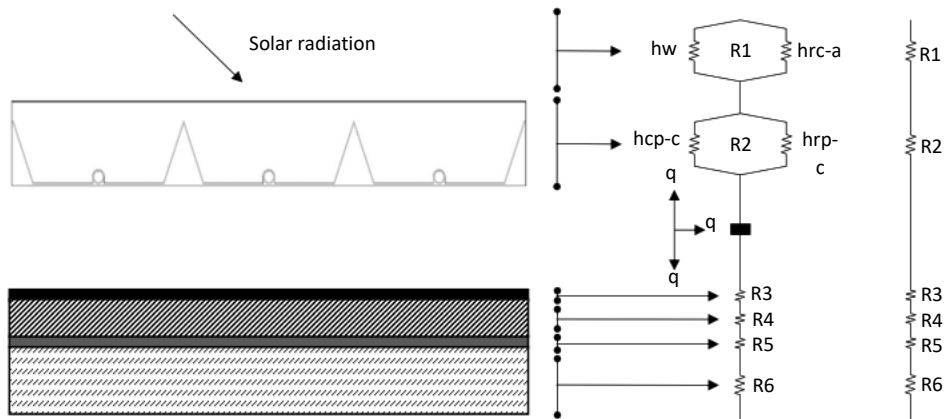 Solar radiation
hw
R1
hrc-a
R1
hcp-c
R2
hrp-
c
R2
q
q
q
R3
R3
R4
R4
R5
R5
R6
R6